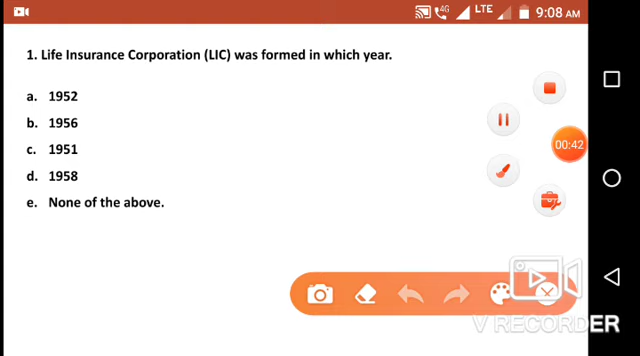 4G LTE 9:08 AM
1. Life Insurance Corporation (LIC) was formed in which year.
a. 1952
b. 1956
00:42
c. 1951
d. 1958
e. None of the above.
V RECORDER